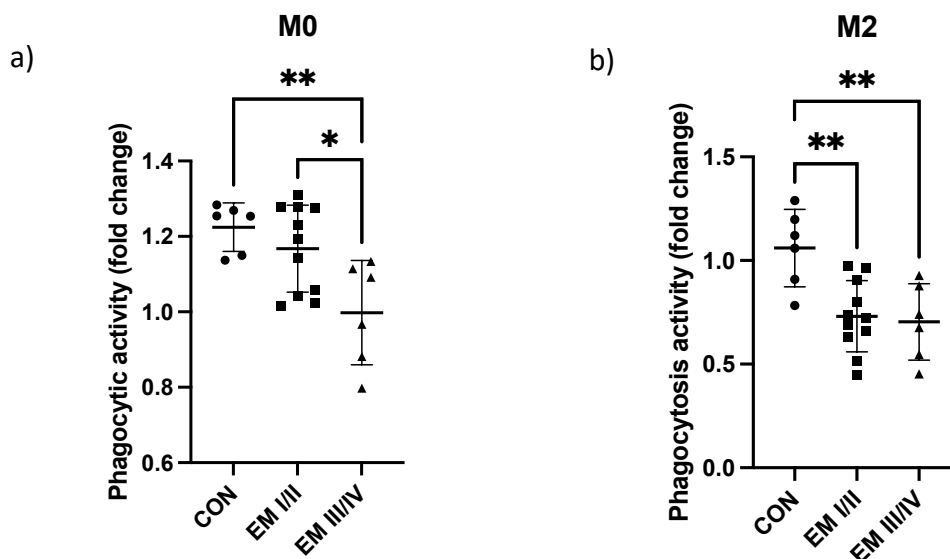 a)
M0
Phagocytic activity (fold change)
1.4
1.2
1.0
0.8
0.6
**
*
CON
EM I/II
EM III/IV
b)
M2
Phagocytosis activity (fold change)
1.5
1.0
0.5
0.0
**
**
CON
EM I/II
EM III/IV